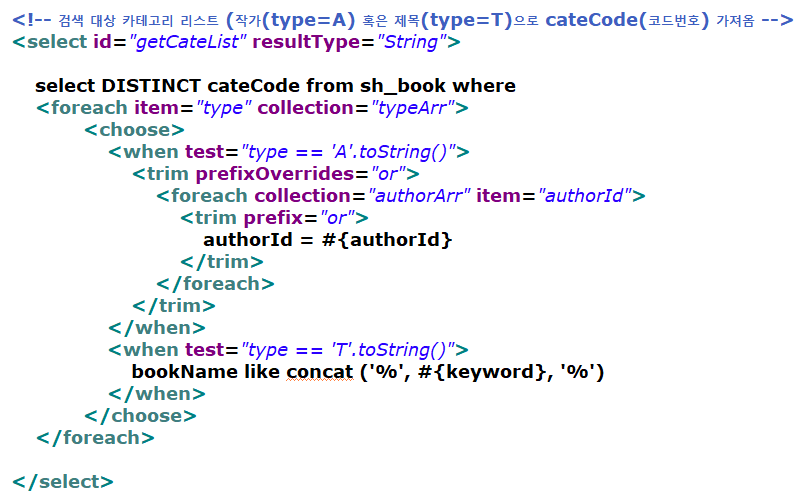 <!-- 검색 대상 카테고리 리스트 (작가(type=A) 혹은 제목(type=T)으로 cateCode(코드번호) 가져옴 -->
<select id="getCateList" resultType="String">
select DISTINCT cateCode from sh_book where
<foreach item="type" collection="typeArr">
<choose>
<when test="type == 'A'.toString()">
<trim prefixOverrides="or">
<foreach collection="authorArr" item="authorId">
<trim prefix="or">
authorId = #{authorId}
</trim>
</foreach>
</trim>
</when>
<when test="type == 'T'.toString()">
bookName like concat ('%', #{keyword}, '%')
</when>
</choose>
</foreach>
</select>